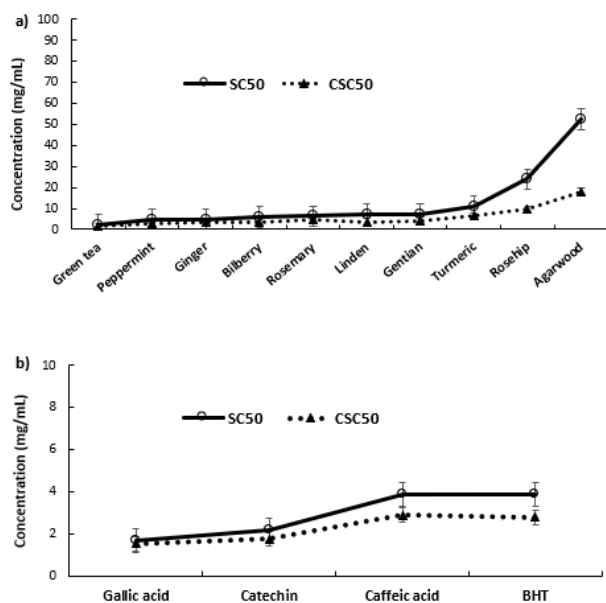 a)
Concentration (mg/mL)
100
90
80
70
60
50
40
30
20
10
0
SC50
CSC50
Green tea
Peppermint
Ginger
Bilberry
Rosemary
Linden
Gentian
Turmeric
Rosehip
Agarwood
b)
Concentration (mg/mL)
10
8
6
4
2
0
SC50
CSC50
Gallic acid
Catechin
Caffeic acid
BHT